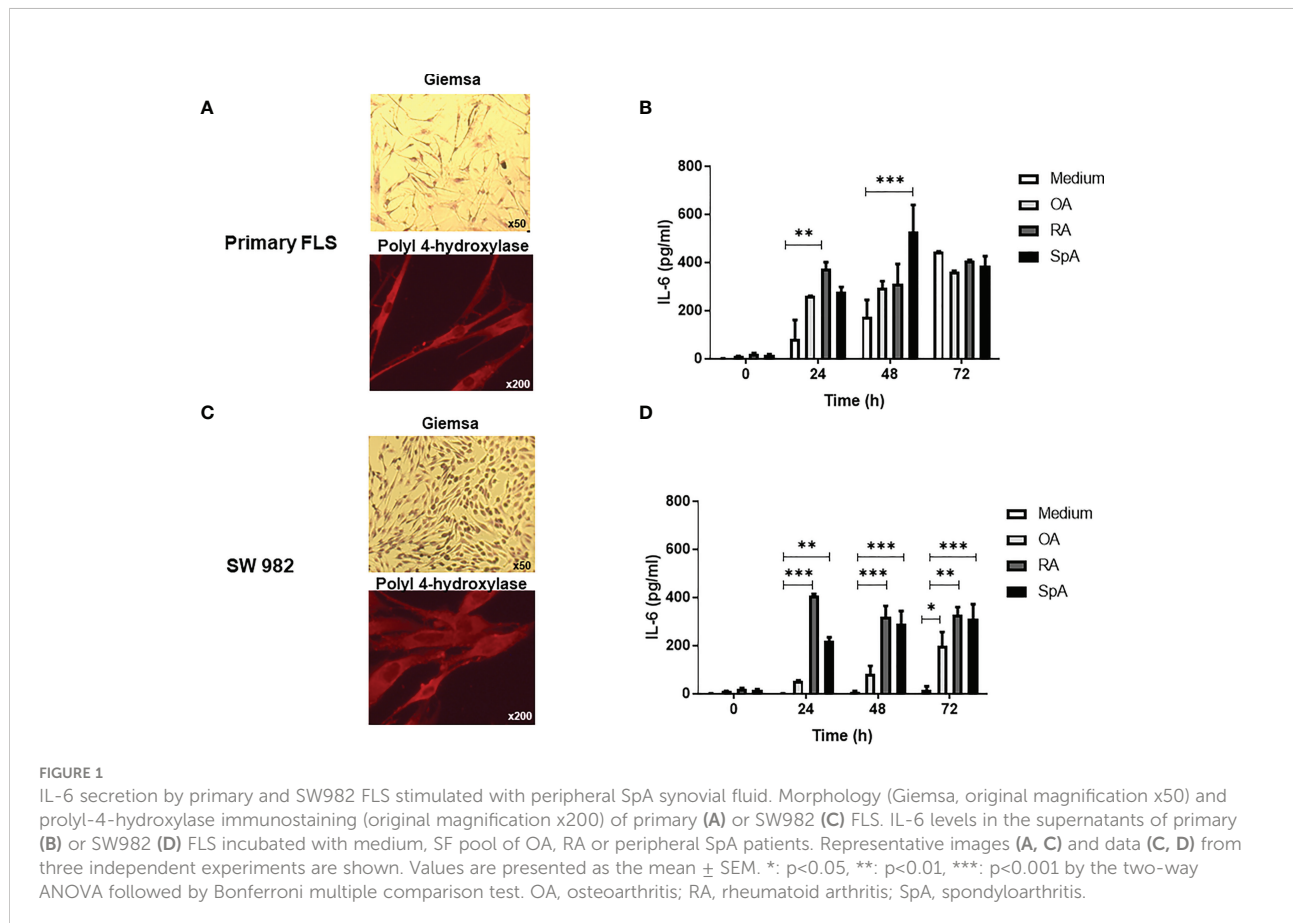 Giemsa
A
x50
Primary FLS
Polyl 4-hydroxylase
x200
B
800
600
400
200
0
IL-6 (pg/ml)
**
***
0 24 48 72
Time (h)
Medium
OA
RA
SpA
C
Giemsa
x50
SW 982
Polyl 4-hydroxylase
x200
D
800
600
400
200
0
IL-6 (pg/ml)
** *** ***
*** *** **
*
0 24 48 72
Time (h)
Medium
OA
RA
SpA
FIGURE 1
IL-6 secretion by primary and SW982 FLS stimulated with peripheral SpA synovial fluid. Morphology (Giemsa, original magnification x50) and
prolyl-4-hydroxylase immunostaining (original magnification x200) of primary (A) or SW982 (C) FLS. IL-6 levels in the supernatants of primary
(B) or SW982 (D) FLS incubated with medium, SF pool of OA, RA or peripheral SpA patients. Representative images (A, C) and data (C, D) from
three independent experiments are shown. Values are presented as the mean ± SEM. *: p<0.05, **: p<0.01, ***: p<0.001 by the two-way
ANOVA followed by Bonferroni multiple comparison test. OA, osteoarthritis; RA, rheumatoid arthritis; SpA, spondyloarthritis.